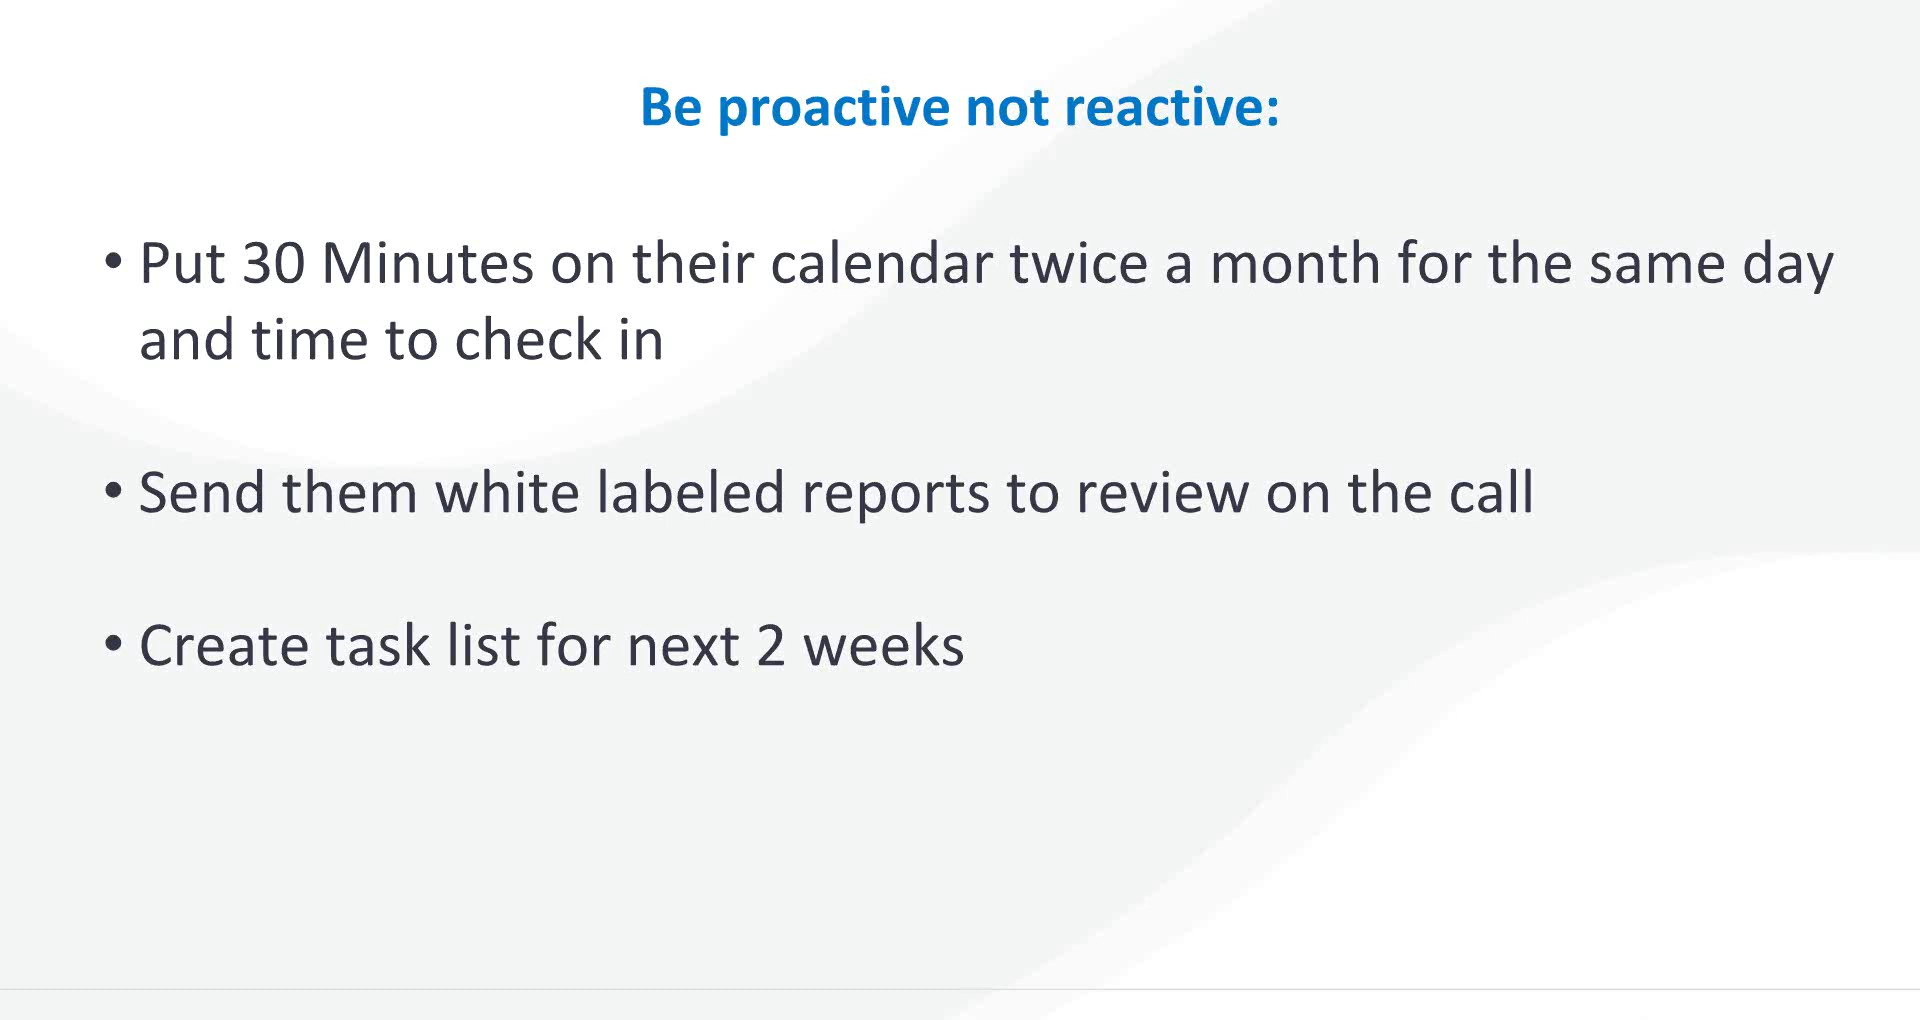 Be proactive not reactive:
• Put 30 Minutes on their calendar twice a month for the same day
and time to check in
• Send them white labeled reports to review on the call
• Create task list for next 2 weeks